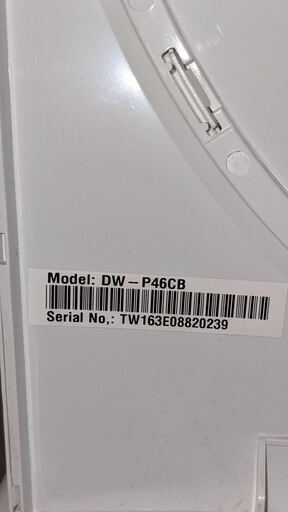 Model: DW-P46CB
Serial No,: TW163E08820239